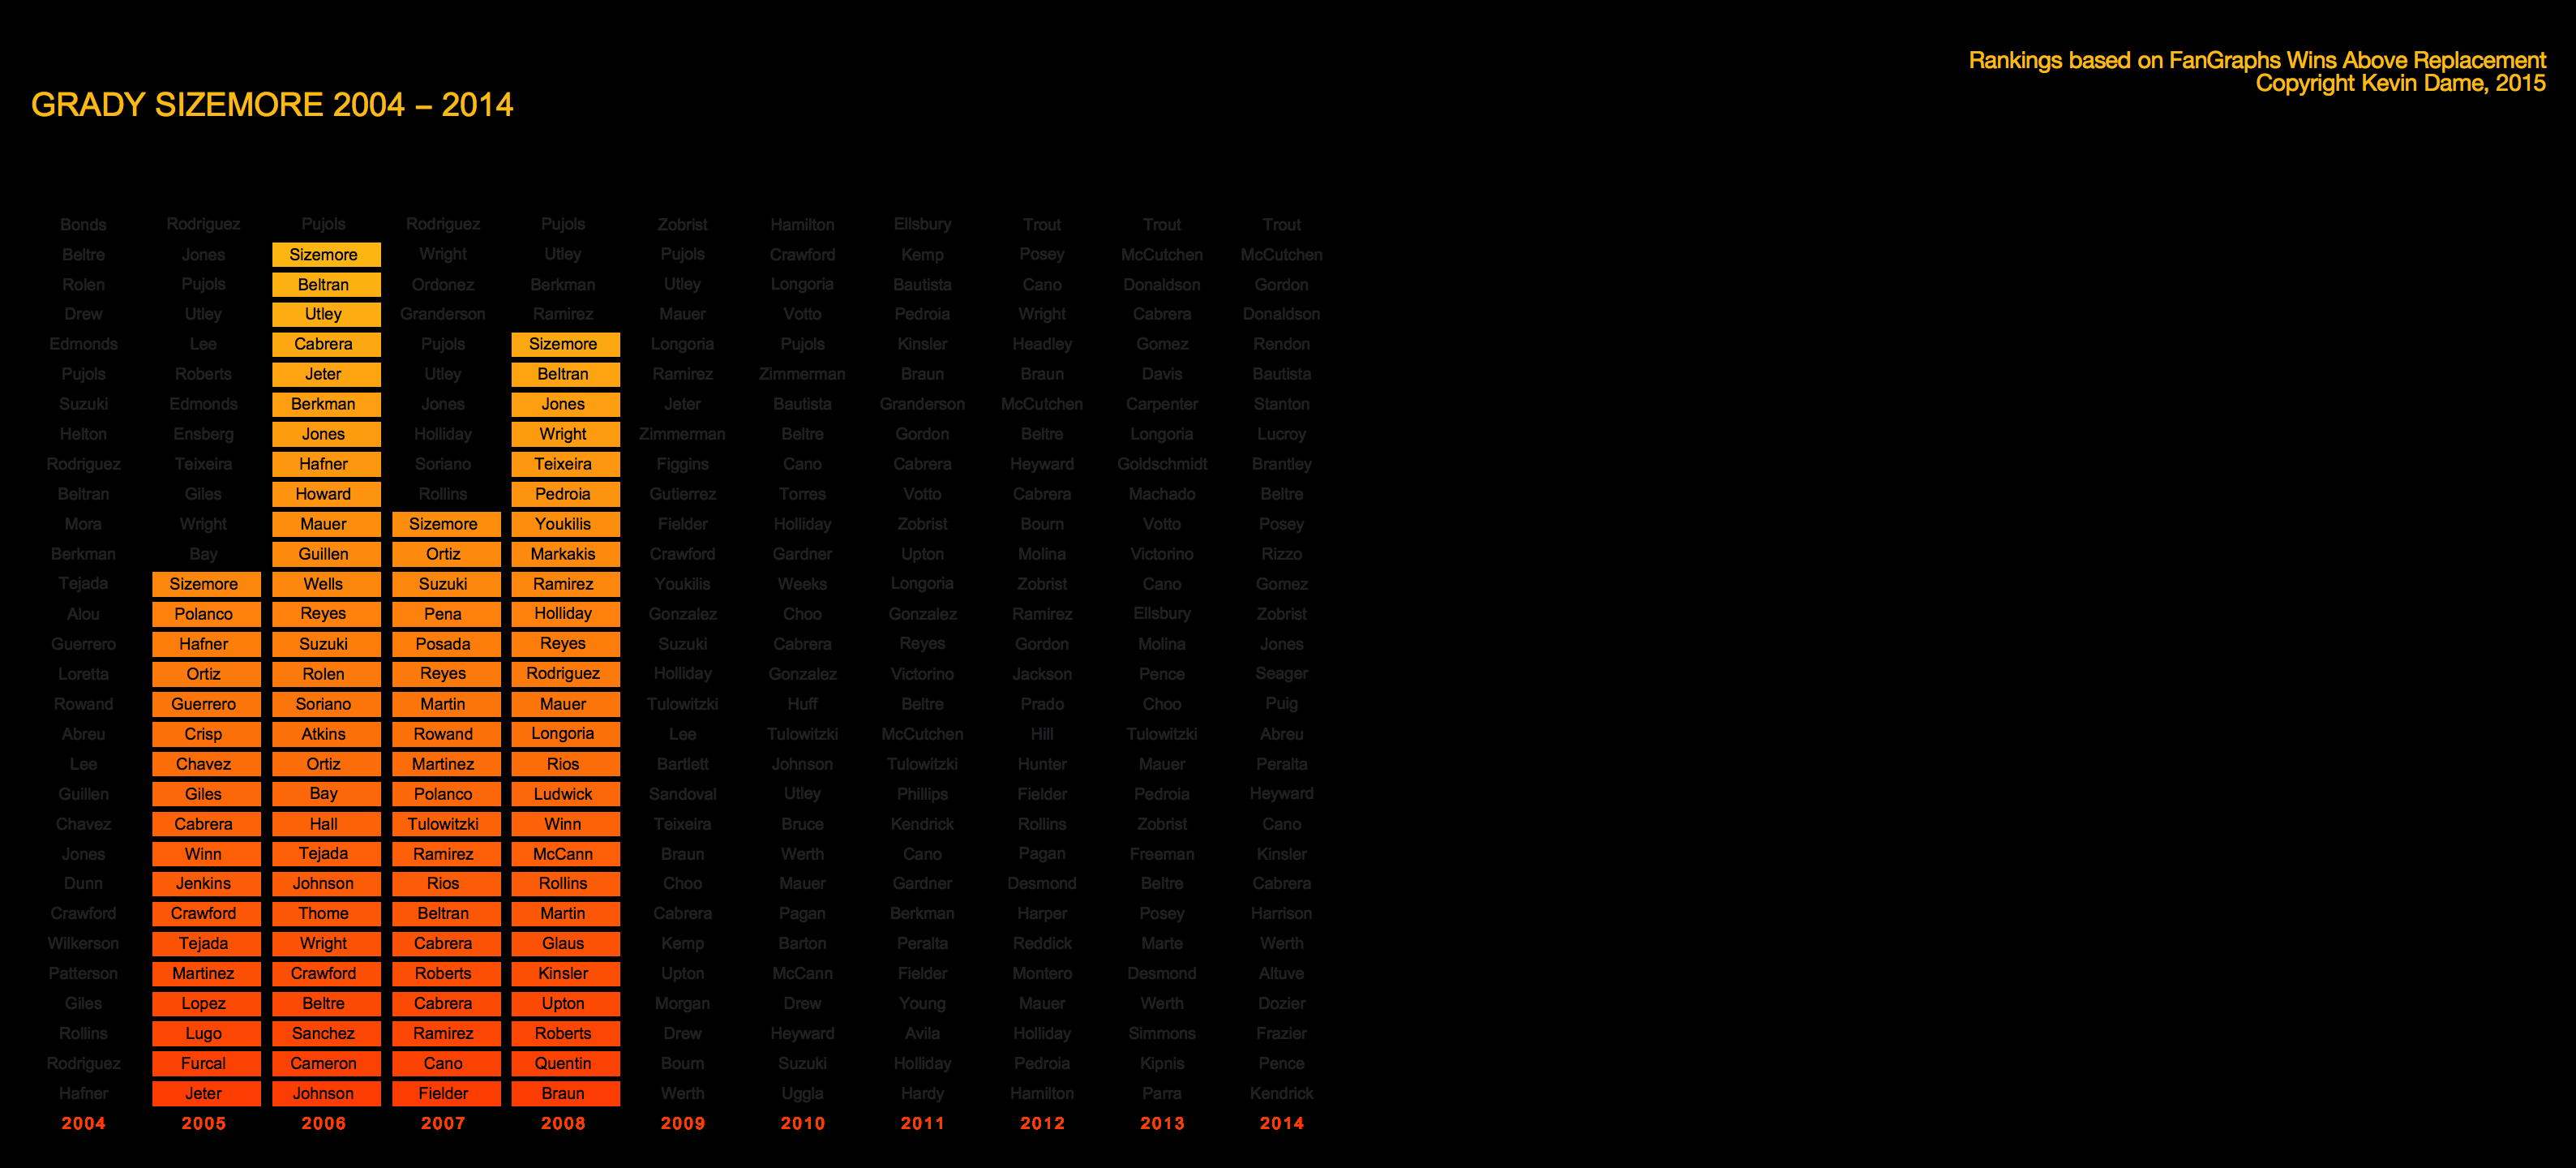 Rankings based on FanGraphs Wins Above Replacement
Copyright Kevin Dame, 2015
GRADY SIZEMORE 2004 – 2014
Bonds Rodriguez Pujols Rodriguez Pujols Zobrist Hamilton Ellsbury Trout Trout Trout
Beltre Jones Sizemore Wright Utley Pujols Crawford Kemp Posey McCutchen McCutchen
Rolen Pujols Beltran Ordonez Berkman Utley Longoria Bautista Cano Donaldson Gordon
Drew Utley Utley Granderson Ramirez Mauer Votto Pedroia Wright Cabrera Donaldson
Edmonds Lee Cabrera Pujols Sizemore Longoria Pujols Kinsler Headley Gomez Rendon
Pujols Roberts Jeter Utley Beltran Ramirez Zimmerman Braun Braun Davis Bautista
Suzuki Edmonds Berkman Jones Jones Jeter Bautista Granderson McCutchen Carpenter Stanton
Helton Ensberg Jones Holliday Wright Zimmerman Beltre Gordon Beltre Longoria Lucroy
Rodriguez Teixeira Hafner Soriano Teixeira Figgins Cano Cabrera Heyward Goldschmidt Brantley
Beltran Giles Howard Rollins Pedroia Gutierrez Torres Votto Cabrera Machado Beltre
Mora Wright Mauer Sizemore Youkilis Fielder Holliday Zobrist Bourn Votto Posey
Berkman Bay Guillen Ortiz Markakis Crawford Gardner Upton Molina Victorino Rizzo
Tejada Sizemore Wells Suzuki Ramirez Youkilis Weeks Longoria Zobrist Cano Gomez
Alou Polanco Reyes Pena Holliday Gonzalez Choo Gonzalez Ramirez Ellsbury Zobrist
Guerrero Hafner Suzuki Posada Reyes Suzuki Cabrera Reyes Gordon Molina Jones
Loretta Ortiz Rolen Reyes Rodriguez Holliday Gonzalez Victorino Jackson Pence Seager
Rowand Guerrero Soriano Martin Mauer Tulowitzki Huff Beltre Prado Choo Puig
Abreu Crisp Atkins Rowand Longoria Lee Tulowitzki McCutchen Hill Tulowitzki Abreu
Lee Chavez Ortiz Martinez Rios Bartlett Johnson Tulowitzki Hunter Mauer Peralta
Guillen Giles Bay Polanco Ludwick Sandoval Utley Phillips Fielder Pedroia Heyward
Chavez Cabrera Hall Tulowitzki Winn Teixeira Bruce Kendrick Rollins Zobrist Cano
Jones Winn Tejada Ramirez McCann Braun Werth Cano Pagan Freeman Kinsler
Dunn Jenkins Johnson Rios Rollins Choo Mauer Gardner Desmond Beltre Cabrera
Crawford Crawford Thome Beltran Martin Cabrera Pagan Berkman Harper Posey Harrison
Wilkerson Tejada Wright Cabrera Glaus Kemp Barton Peralta Reddick Marte Werth
Patterson Martinez Crawford Roberts Kinsler Upton McCann Fielder Montero Desmond Altuve
Giles Lopez Beltre Cabrera Upton Morgan Drew Young Mauer Werth Dozier
Rollins Lugo Sanchez Ramirez Roberts Drew Heyward Avila Holliday Simmons Frazier
Rodriguez Furcal Cameron Cano Quentin Bourn Suzuki Holliday Pedroia Kipnis Pence
Hafner Jeter Johnson Fielder Braun Werth Uggla Hardy Hamilton Parra Kendrick
2004 2005 2006 2007 2008 2009 2010 2011 2012 2013 2014